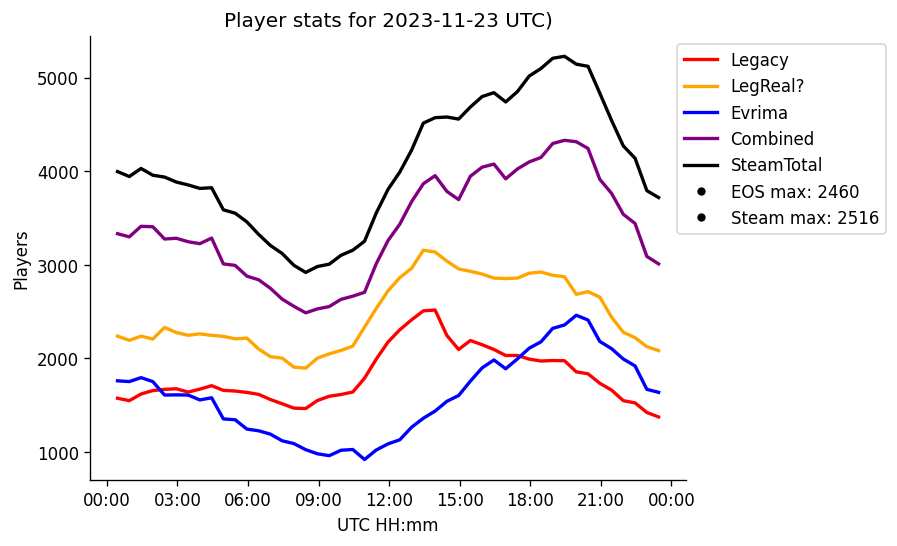 Player stats for 2023-11-23 UTC)
Legacy
LegReal?
Evrima
Combined
SteamTotal
EOS max: 2460
Steam max: 2516
Players
5000
4000
3000
2000
1000
00:00 03:00 06:00 09:00 12:00 15:00 18:00 21:00 00:00
UTC HH:mm